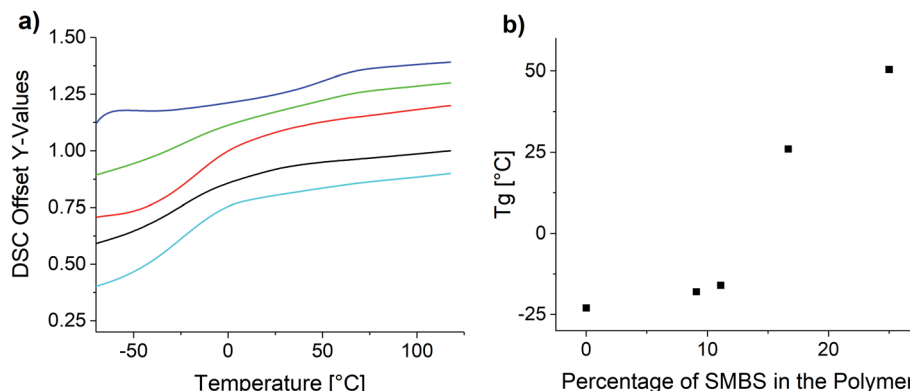 a)
1.50
1.25
1.00
0.75
0.50
0.25
DSC Offset Y-Values
-50
0
50
100
Temperature [°C]
b)
50
25
0
-25
Tg [°C]
0
10
20
Percentage of SMBS in the Polymer